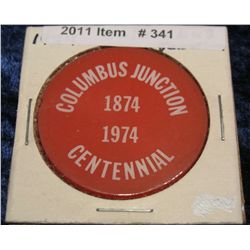 2011 Item # 341
COLUMBUS JUNCTION
1874
1974
CENTENNIAL